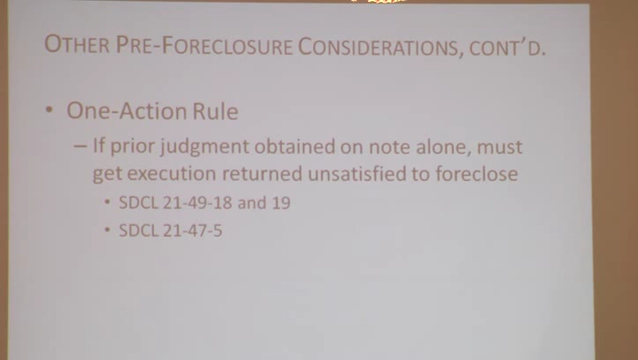 OTHER PRE-FORECLOSURE CONSIDERATIONS, CONT'D.
• One-Action Rule
– If prior judgment obtained on note alone, must
get execution returned unsatisfied to foreclose
• SDCL 21-49-18 and 19
• SDCL 21-47-5